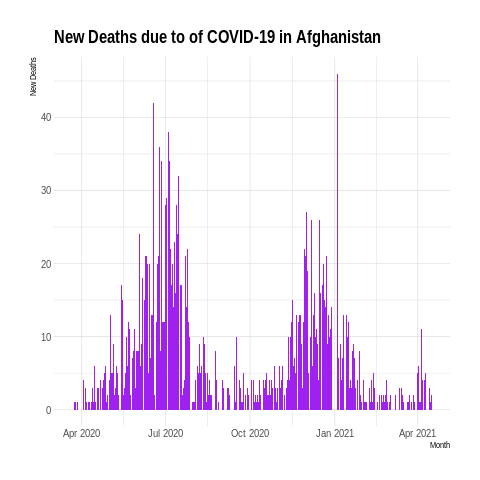 New Deaths due to of COVID-19 in Afghanistan
New Deaths
40
30
20
10
0
Apr 2020 Jul 2020 Oct 2020 Jan 2021 Apr 2021
Month